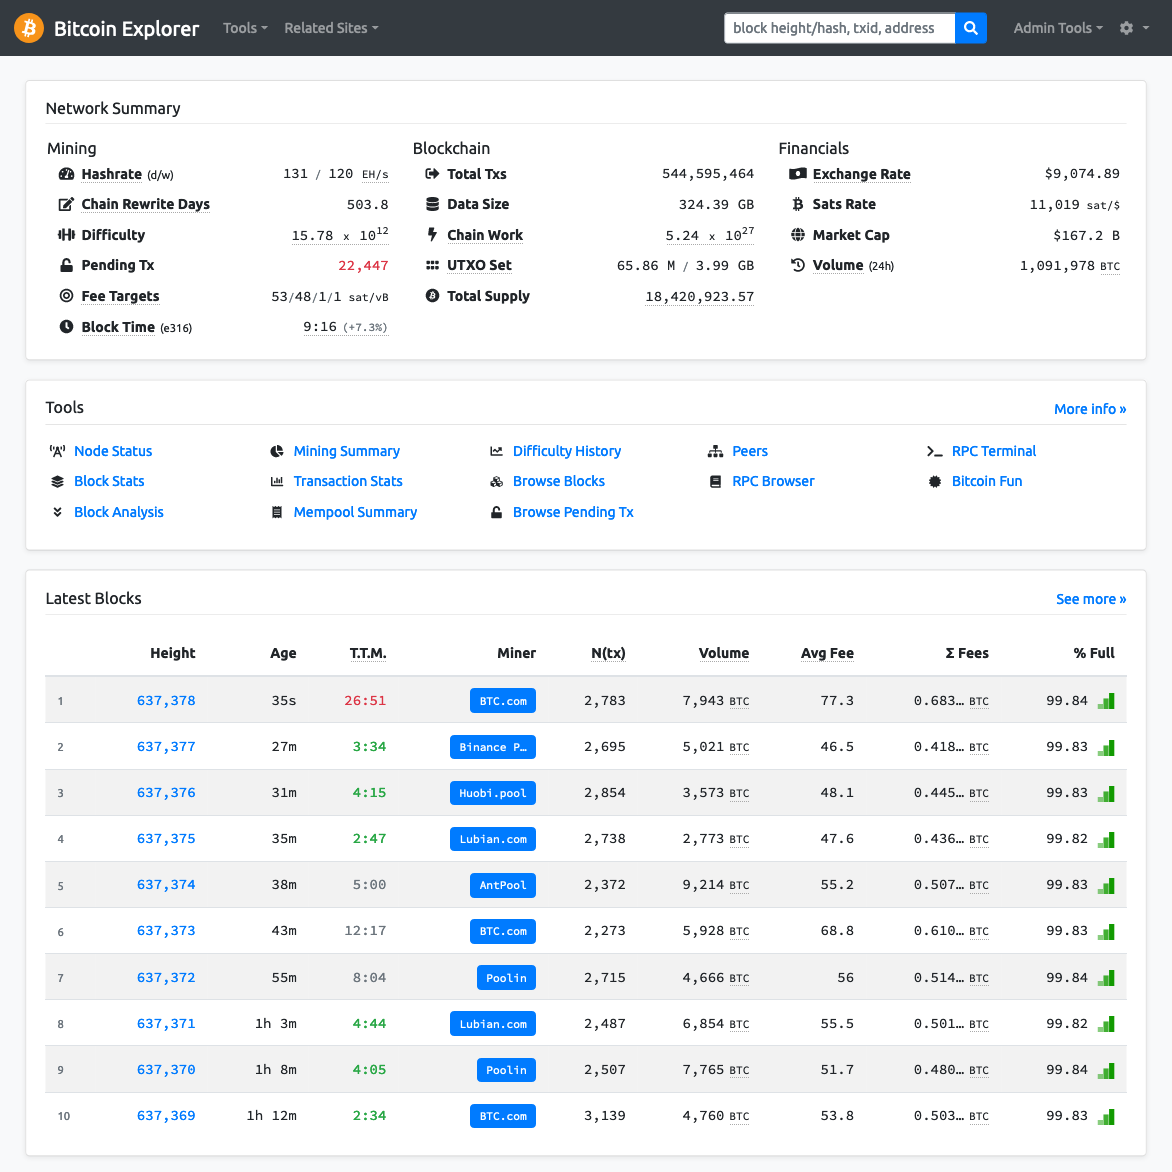 Bitcoin Explorer Tools Related Sites block height/hash, txid, address Admin Tools
Network Summary
Mining
Hashrate (d/w) 131 / 120 EH/s
Chain Rewrite Days 503.8
Difficulty 15.78 x 10¹²
Pending Tx 22,447
Fee Targets 53/48/1/1 sat/vB
Block Time (e316) 9:16 (+7.3%)
Blockchain
Total Txs 544,595,464
Data Size 324.39 GB
Chain Work 5.24 x 10²⁷
UTXO Set 65.86 M / 3.99 GB
Total Supply 18,420,923.57
Financials
Exchange Rate $9,074.89
Sats Rate 11,019 sat/$
Market Cap $167.2 B
Volume (24h) 1,091,978 BTC
Tools More info »
Node Status Mining Summary Difficulty History Peers RPC Terminal
Block Stats Transaction Stats Browse Blocks RPC Browser Bitcoin Fun
Block Analysis Mempool Summary Browse Pending Tx
Latest Blocks See more »
Height Age T.T.M. Miner N(tx) Volume Avg Fee Σ Fees % Full
1 637,378 35s 26:51 BTC.com 2,783 7,943 BTC 77.3 0.683… BTC 99.84
2 637,377 27m 3:34 Binance P… 2,695 5,021 BTC 46.5 0.418… BTC 99.83
3 637,376 31m 4:15 Huobi.pool 2,854 3,573 BTC 48.1 0.445… BTC 99.83
4 637,375 35m 2:47 Lubian.com 2,738 2,773 BTC 47.6 0.436… BTC 99.82
5 637,374 38m 5:00 AntPool 2,372 9,214 BTC 55.2 0.507… BTC 99.83
6 637,373 43m 12:17 BTC.com 2,273 5,928 BTC 68.8 0.610… BTC 99.83
7 637,372 55m 8:04 Poolin 2,715 4,666 BTC 56 0.514… BTC 99.84
8 637,371 1h 3m 4:44 Lubian.com 2,487 6,854 BTC 55.5 0.501… BTC 99.82
9 637,370 1h 8m 4:05 Poolin 2,507 7,765 BTC 51.7 0.480… BTC 99.84
10 637,369 1h 12m 2:34 BTC.com 3,139 4,760 BTC 53.8 0.503… BTC 99.83